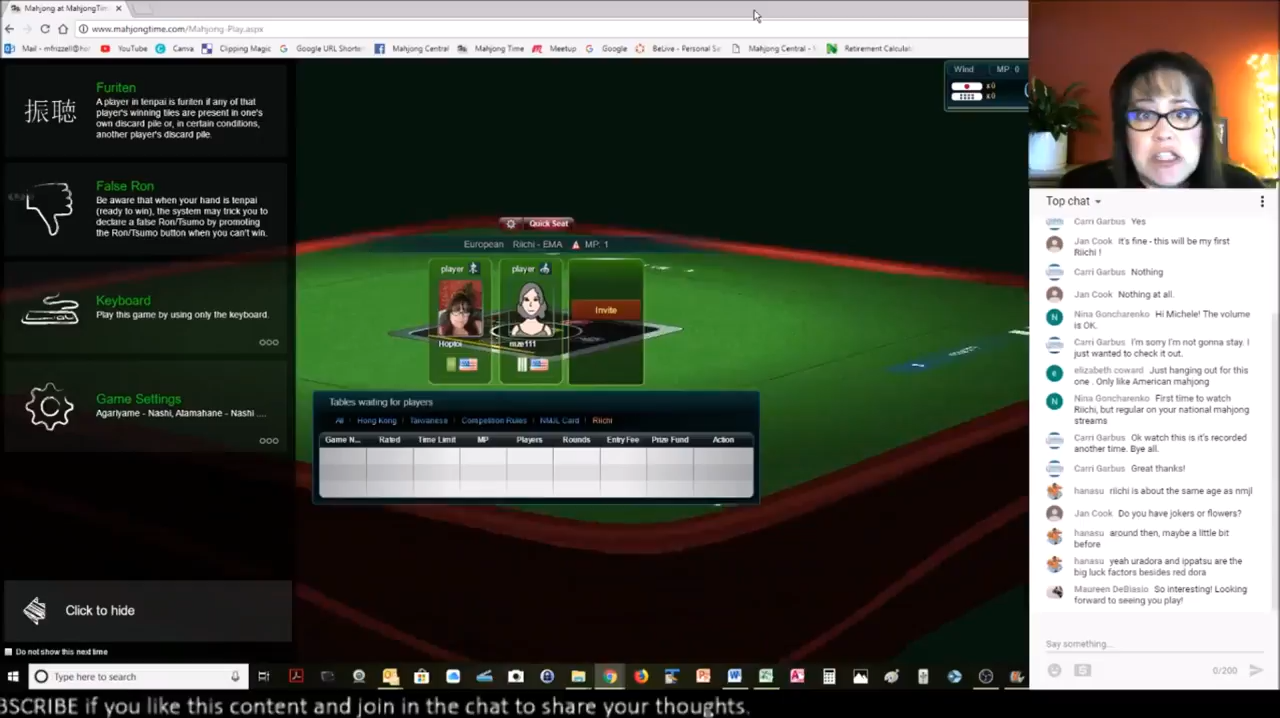 Mahjong at MahjongTim
www.mahjongtime.com/Mahjong-Play.aspx
Mail - mfrizzell@ho
YouTube
Canva
Clipping Magic
Google URL Shorte
Mahjong Central
Mahjong Time
Meetup
Google
BeLive - Personal Se
Mahjong Central -
Retirement Calculat
振聴
Furiten
A player in tenpai is furiten if any of that
player's winning tiles are present in one's
own discard pile or, in certain conditions,
another player's discard pile.
False Ron
Be aware that when your hand is tenpai
(ready to win), the system may trick you to
declare a false Ron/Tsumo by promoting
the Ron/Tsumo button when you can't win.
Keyboard
Play this game by using only the keyboard.
Game Settings
Agariyame - Nashi, Atamahane - Nashi ....
Click to hide
Do not show this next time
Wind MP: 0
x0
x0
Quick Seat
European Riichi - EMA MP: 1
player
player
Invite
mze111
Tables waiting for players
All Hong Kong Taiwanese Competition Rules NMJL Card Riichi
Game N... Rated Time Limit MP Players Rounds Entry Fee Prize Fund Action
Top chat
Carri Garbus Yes
Jan Cook It's fine - this will be my first
Riichi !
Carri Garbus Nothing
Jan Cook Nothing at all.
Nina Goncharenko Hi Michele! The volume
is OK.
Carri Garbus I'm sorry I'm not gonna stay. I
just wanted to check it out.
elizabeth coward Just hanging out for this
one . Only like American mahjong
Nina Goncharenko First time to watch
Riichi, but regular on your national mahjong
streams
Carri Garbus Ok watch this is it's recorded
another time. Bye all.
Carri Garbus Great thanks!
hanasu riichi is about the same age as nmjl
Jan Cook Do you have jokers or flowers?
hanasu around then, maybe a little bit
before
hanasu yeah uradora and ippatsu are the
big luck factors besides red dora
Maureen DeBiasio So interesting! Looking
forward to seeing you play!
Say something...
0/200
Type here to search
BSCRIBE if you like this content and join in the chat to share your thoughts.